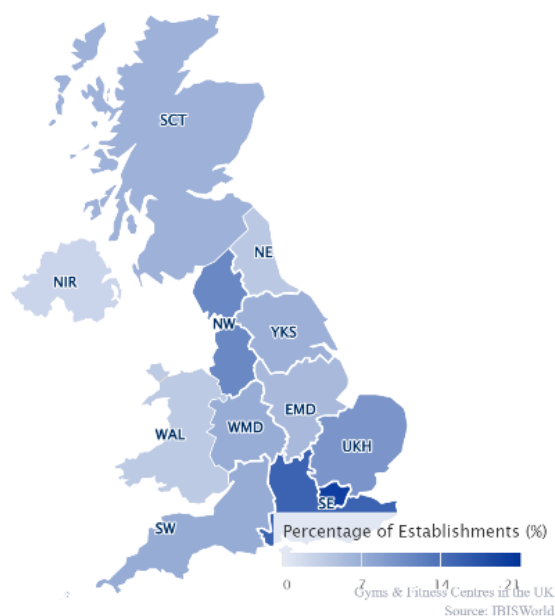 SCT
NE
NIR
NW
YKS
EMD
WMD
WAL
UKH
SE
SW
Percentage of Establishments (%)
0 7 14 21
Gyms & Fitness Centres in the UK
Source: IBISWorld